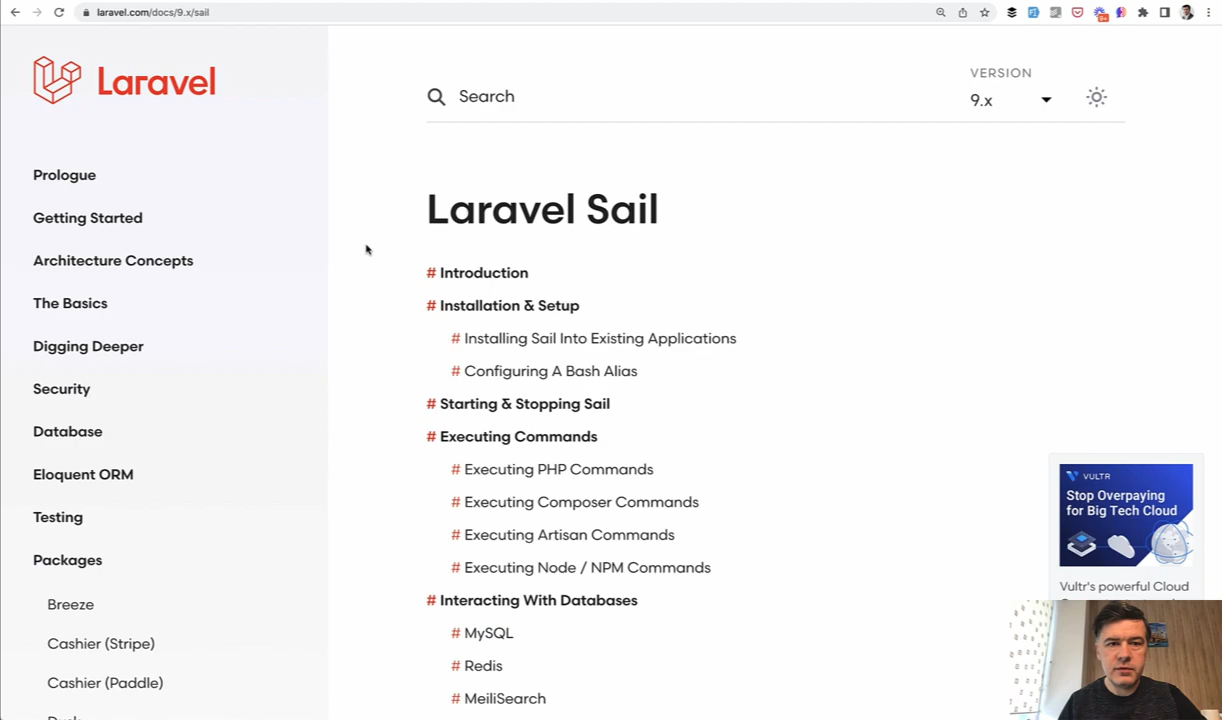 laravel.com/docs/9.x/sail
Laravel
Prologue
Getting Started
Architecture Concepts
The Basics
Digging Deeper
Security
Database
Eloquent ORM
Testing
Packages
Breeze
Cashier (Stripe)
Cashier (Paddle)
Search
VERSION
9.x
Laravel Sail
# Introduction
# Installation & Setup
# Installing Sail Into Existing Applications
# Configuring A Bash Alias
# Starting & Stopping Sail
# Executing Commands
# Executing PHP Commands
# Executing Composer Commands
# Executing Artisan Commands
# Executing Node / NPM Commands
# Interacting With Databases
# MySQL
# Redis
# MeiliSearch
VULTR
Stop Overpaying
for Big Tech Cloud
Vultr's powerful Cloud